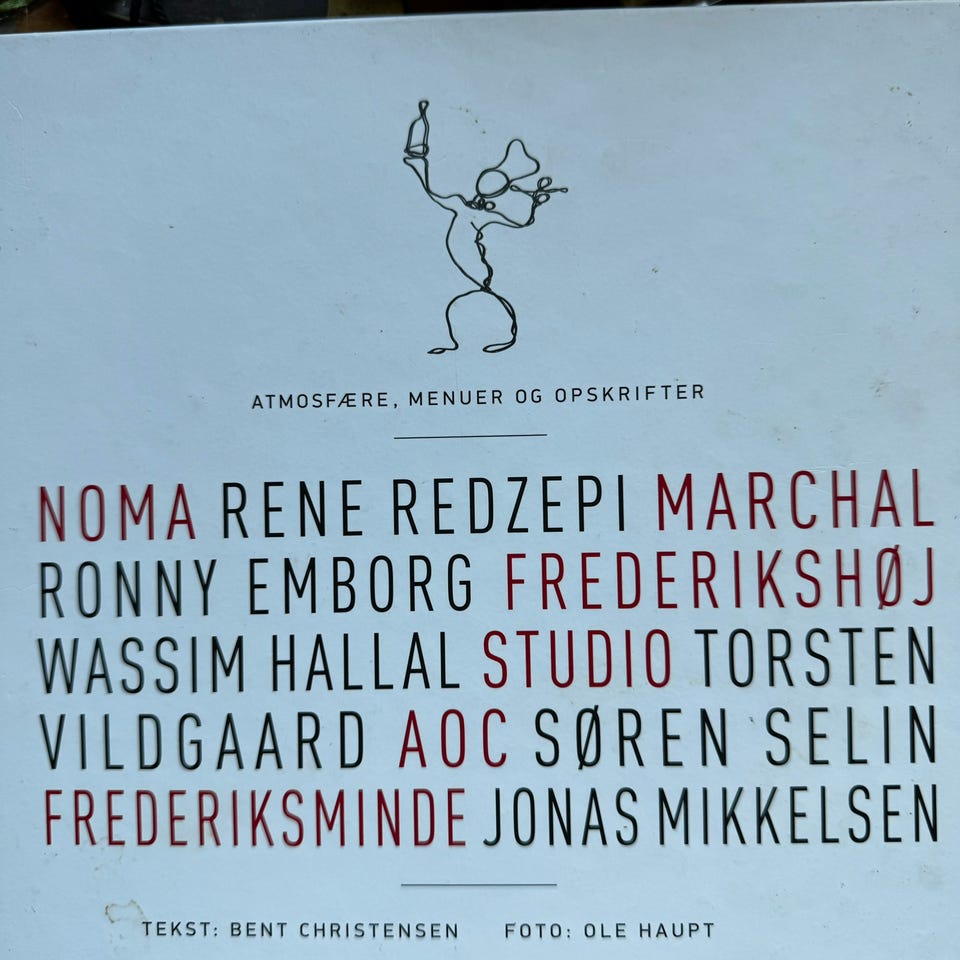 ATMOSFÆRE, MENUER OG OPSKRIFTER
NOMA RENE REDZEPI MARCHAL
RONNY EMBORG FREDERIKSHØJ
WASSIM HALLAL STUDIO TORSTEN
VILDGAARD AOC SØREN SELIN
FREDERIKSMINDE JONAS MIKKELSEN
TEKST: BENT CHRISTENSEN FOTO: OLE HAUPT